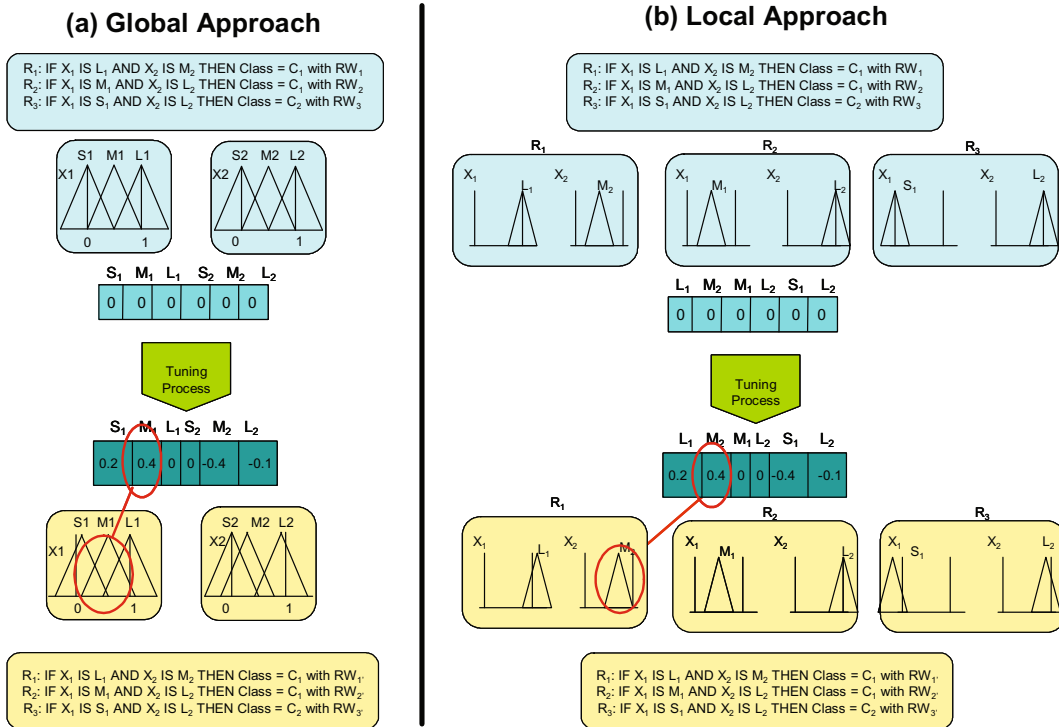 (a) Global Approach
R1: IF X1 IS L1 AND X2 IS M2 THEN Class = C1 with RW1
R2: IF X1 IS M1 AND X2 IS L2 THEN Class = C1 with RW2
R3: IF X1 IS S1 AND X2 IS L2 THEN Class = C2 with RW3
S1 M1 L1
X1
0 1
S2 M2 L2
X2
0 1
S1 M1 L1 S2 M2 L2
0 0 0 0 0 0
Tuning
Process
S1 M1 L1 S2 M2 L2
0.2 0.4 0 0 -0.4 -0.1
S1 M1 L1
X1
0 1
S2 M2 L2
X2
0 1
R1: IF X1 IS L1 AND X2 IS M2 THEN Class = C1 with RW1'
R2: IF X1 IS M1 AND X2 IS L2 THEN Class = C1 with RW2'
R3: IF X1 IS S1 AND X2 IS L2 THEN Class = C2 with RW3'
(b) Local Approach
R1: IF X1 IS L1 AND X2 IS M2 THEN Class = C1 with RW1
R2: IF X1 IS M1 AND X2 IS L2 THEN Class = C1 with RW2
R3: IF X1 IS S1 AND X2 IS L2 THEN Class = C2 with RW3
R1
X1 L1 X2 M2
R2
X1 M1 X2 L2
R3
X1 S1 X2 L2
L1 M2 M1 L2 S1 L2
0 0 0 0 0 0
Tuning
Process
L1 M2 M1 L2 S1 L2
0.2 0.4 0 0 -0.4 -0.1
R1
X1 L1 X2 M2
R2
X1 M1 X2 L2
R3
X1 S1 X2 L2
R1: IF X1 IS L1 AND X2 IS M2 THEN Class = C1 with RW1'
R2: IF X1 IS M1 AND X2 IS L2 THEN Class = C1 with RW2'
R3: IF X1 IS S1 AND X2 IS L2 THEN Class = C2 with RW3'